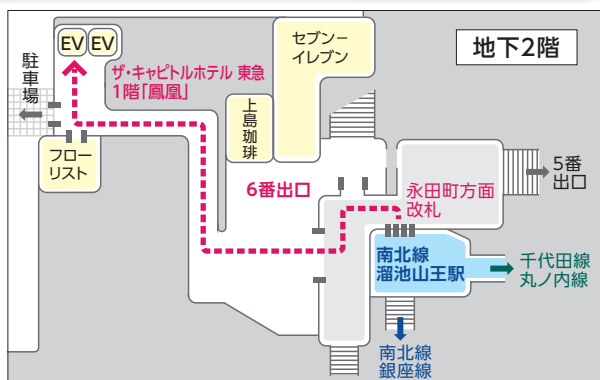 地下2階
EV
EV
セブン−
イレブン
駐車場
ザ・キャピトルホテル 東急
1階「鳳凰」
上島珈琲
フロー
リスト
6番出口
永田町方面
改札
5番
出口
南北線
溜池山王駅
千代田線
丸ノ内線
南北線
銀座線